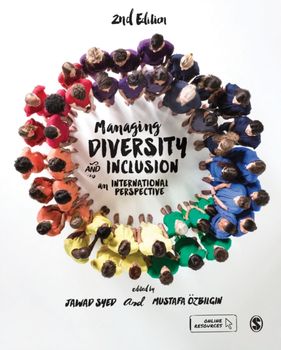 2nd Edition
Managing
DIVERSITY
AND INCLUSION
an INTERNATIONAL
PERSPECTIVE
edited by
JAWAD SYED and MUSTAFA ÖZBILGIN
ONLINE
RESOURCES
S